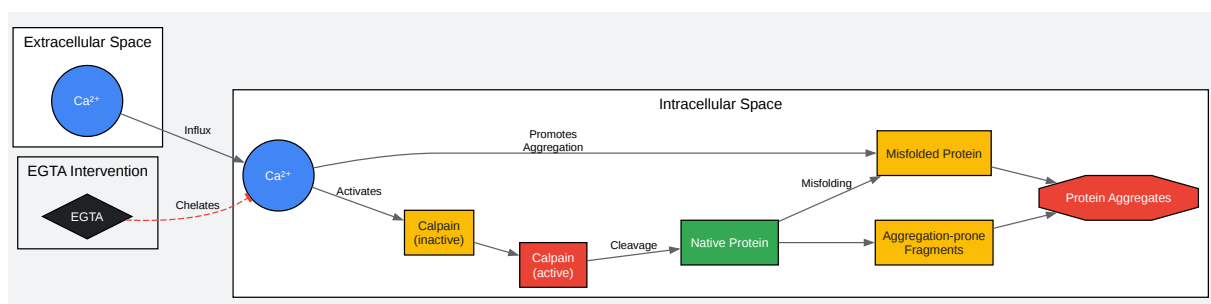 Extracellular Space
Ca²⁺
Influx
EGTA Intervention
EGTA
Chelates
Intracellular Space
Ca²⁺
Promotes
Aggregation
Activates
Calpain
(inactive)
Calpain
(active)
Cleavage
Native Protein
Misfolding
Misfolded Protein
Aggregation-prone
Fragments
Protein Aggregates